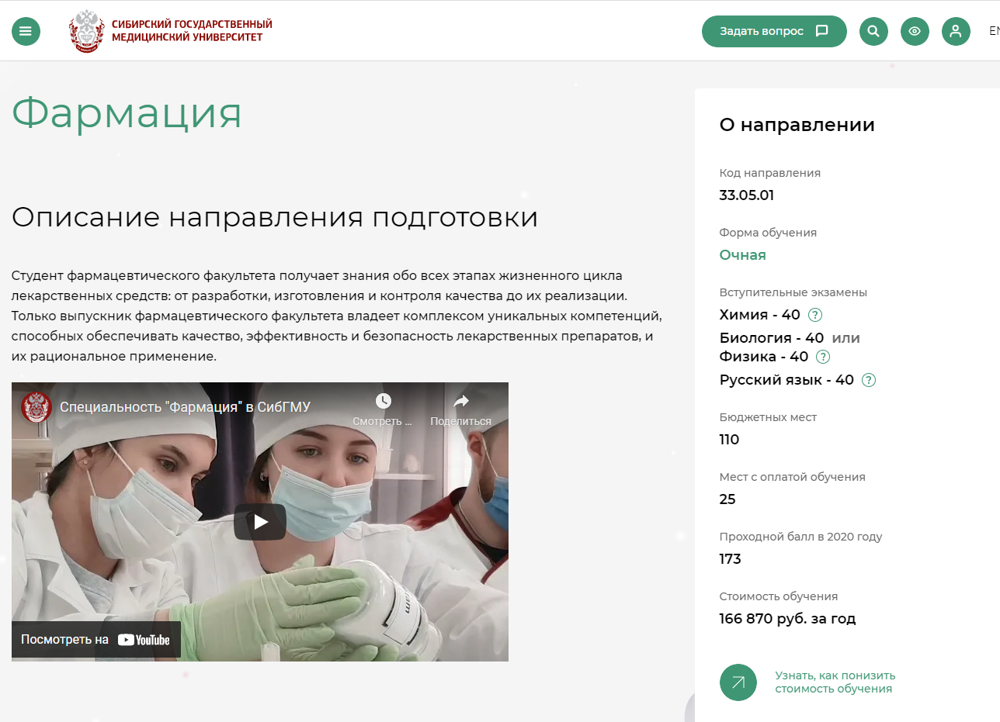 СИБИРСКИЙ ГОСУДАРСТВЕННЫЙ
МЕДИЦИНСКИЙ УНИВЕРСИТЕТ
Задать вопрос
EN
Фармация
Описание направления подготовки
Студент фармацевтического факультета получает знания обо всех этапах жизненного цикла
лекарственных средств: от разработки, изготовления и контроля качества до их реализации.
Только выпускник фармацевтического факультета владеет комплексом уникальных компетенций,
способных обеспечивать качество, эффективность и безопасность лекарственных препаратов, и
их рациональное применение.
Специальность "Фармация" в СибГМУ
Смотреть ...
Поделиться
Посмотреть на YouTube
О направлении
Код направления
33.05.01
Форма обучения
Очная
Вступительные экзамены
Химия - 40 ?
Биология - 40 или
Физика - 40 ?
Русский язык - 40 ?
Бюджетных мест
110
Мест с оплатой обучения
25
Проходной балл в 2020 году
173
Стоимость обучения
166 870 руб. за год
Узнать, как понизить
стоимость обучения